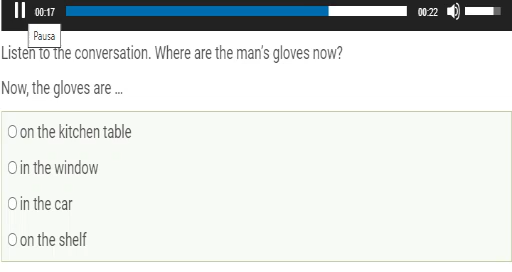 00:17
00:22
Pausa
Listen to the conversation. Where are the man's gloves now?
Now, the gloves are ...
on the kitchen table
in the window
in the car
on the shelf